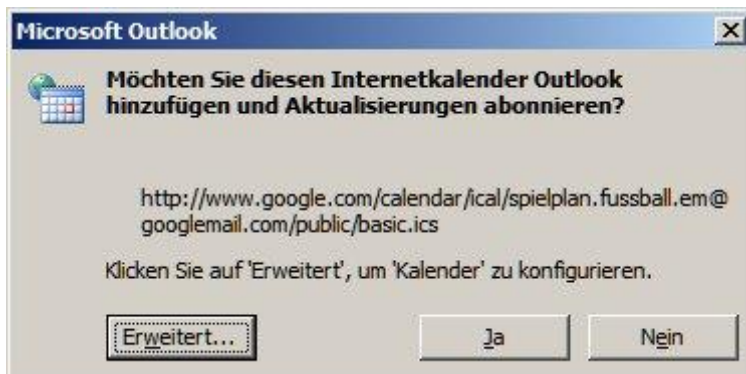 Microsoft Outlook
Möchten Sie diesen Internetkalender Outlook
hinzufügen und Aktualisierungen abonnieren?
http://www.google.com/calendar/ical/spielplan.fussball.em@
googlemail.com/public/basic.ics
Klicken Sie auf 'Erweitert', um 'Kalender' zu konfigurieren.
Erweitert... Ja Nein